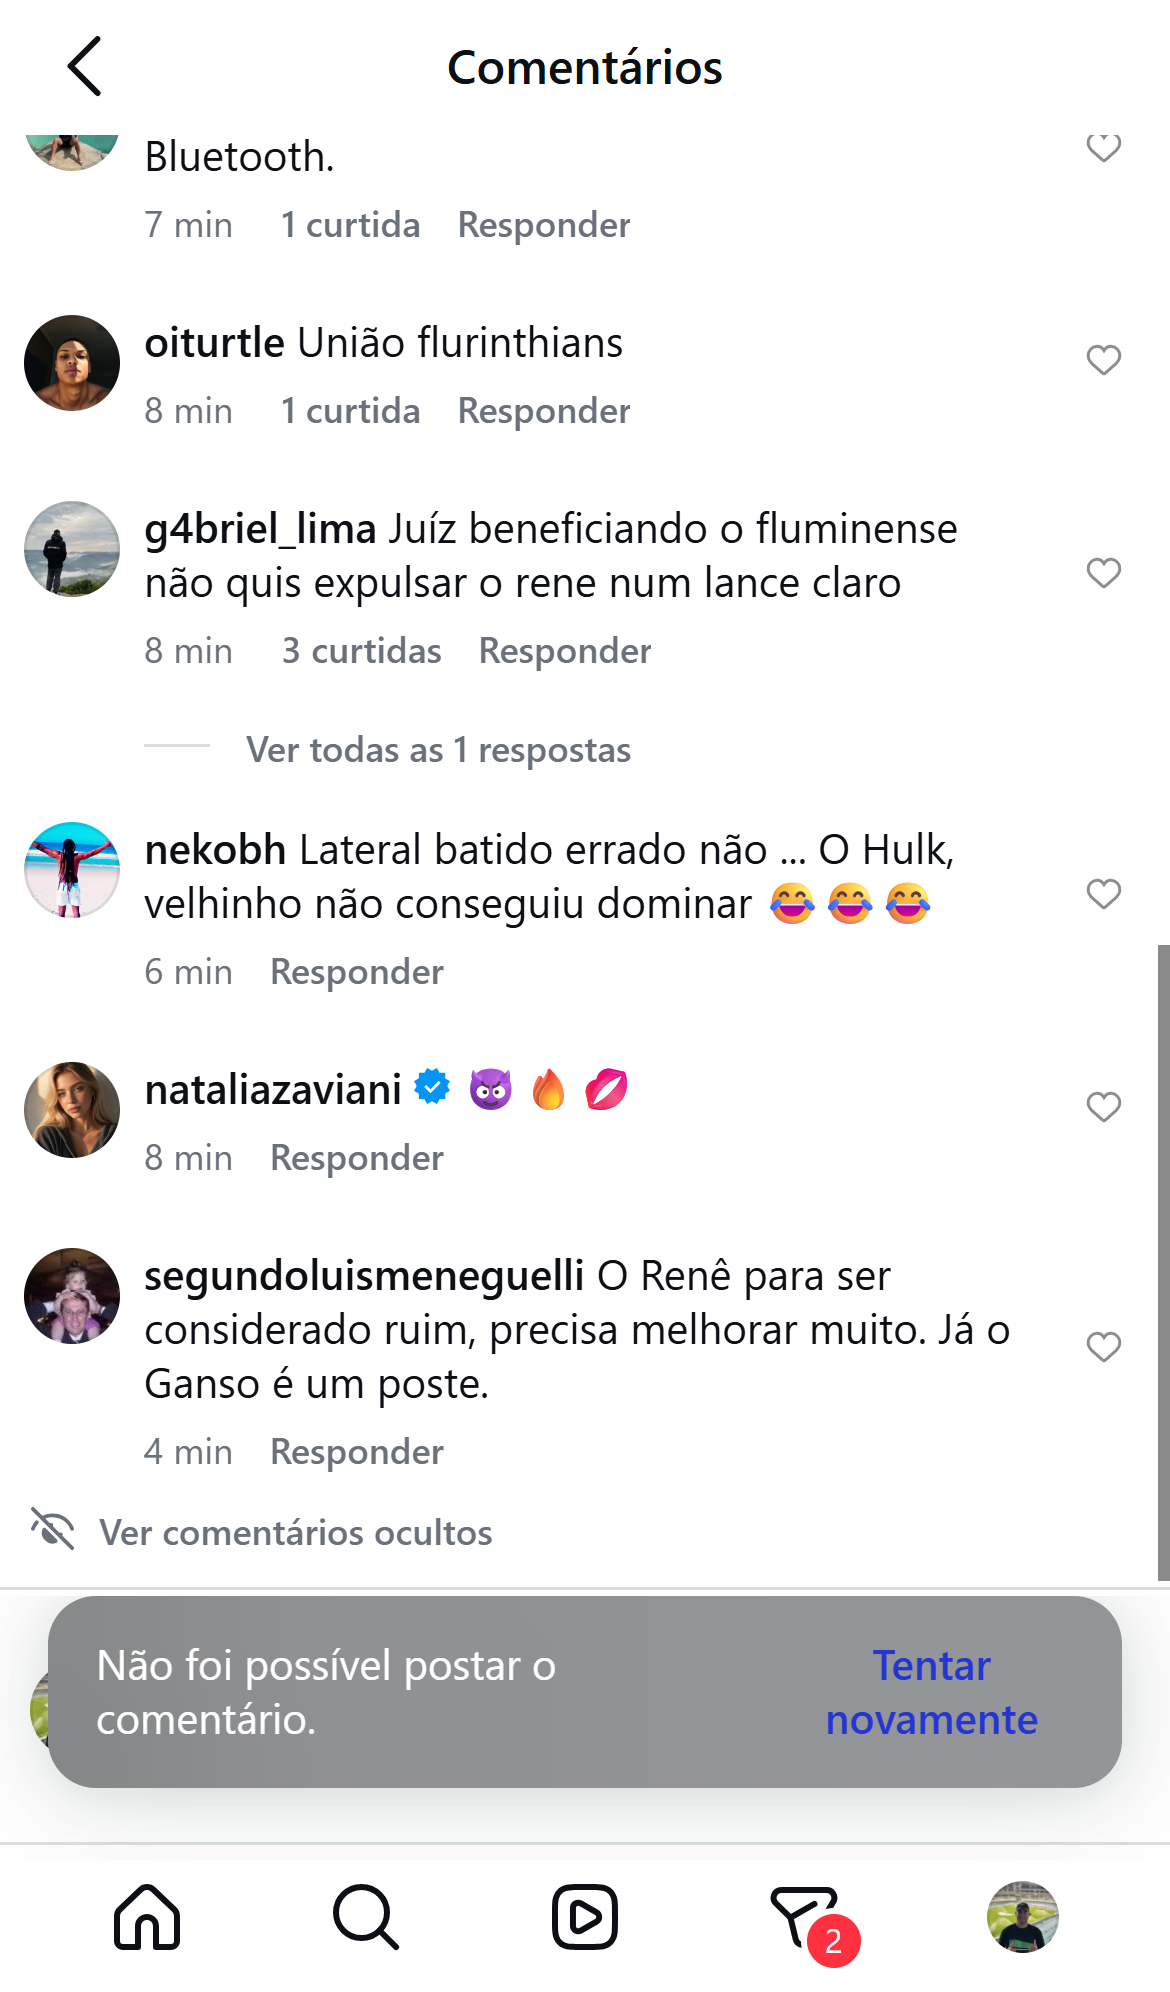 Comentários
Bluetooth.
7 min 1 curtida Responder
oiturtle União flurinthians
8 min 1 curtida Responder
g4briel_lima Juíz beneficiando o fluminense
não quis expulsar o rene num lance claro
8 min 3 curtidas Responder
Ver todas as 1 respostas
nekobh Lateral batido errado não ... O Hulk,
velhinho não conseguiu dominar 😂😂😂
6 min Responder
nataliazaviani 😈🔥💋
8 min Responder
segundoluismeneguelli O Renê para ser
considerado ruim, precisa melhorar muito. Já o
Ganso é um poste.
4 min Responder
Ver comentários ocultos
Não foi possível postar o
comentário.
Tentar
novamente
2